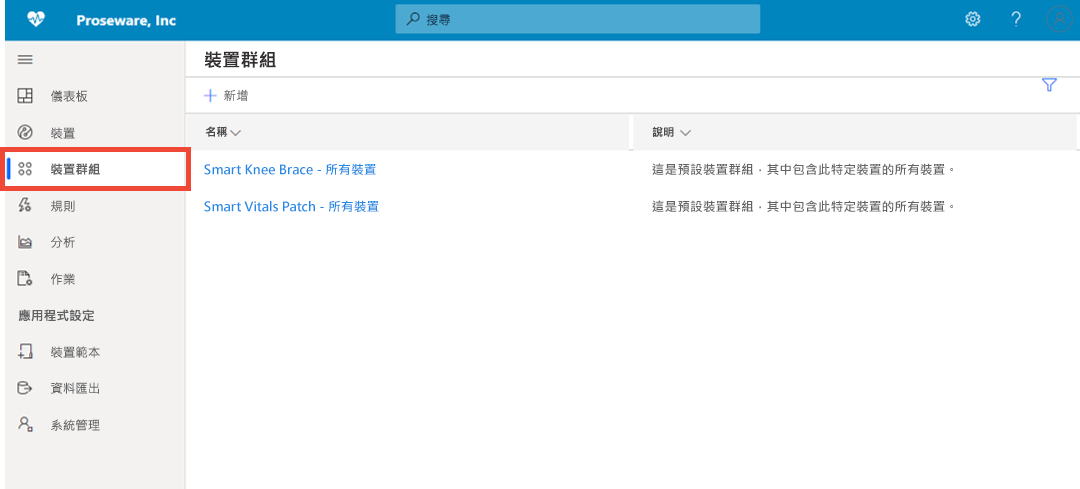 Proseware, Inc
搜尋
裝置群組
新增
儀表板
裝置
裝置群組
規則
分析
作業
應用程式設定
裝置範本
資料匯出
系統管理
名稱 說明
Smart Knee Brace - 所有裝置 這是預設裝置群組，其中包含此特定裝置的所有裝置。
Smart Vitals Patch - 所有裝置 這是預設裝置群組，其中包含此特定裝置的所有裝置。